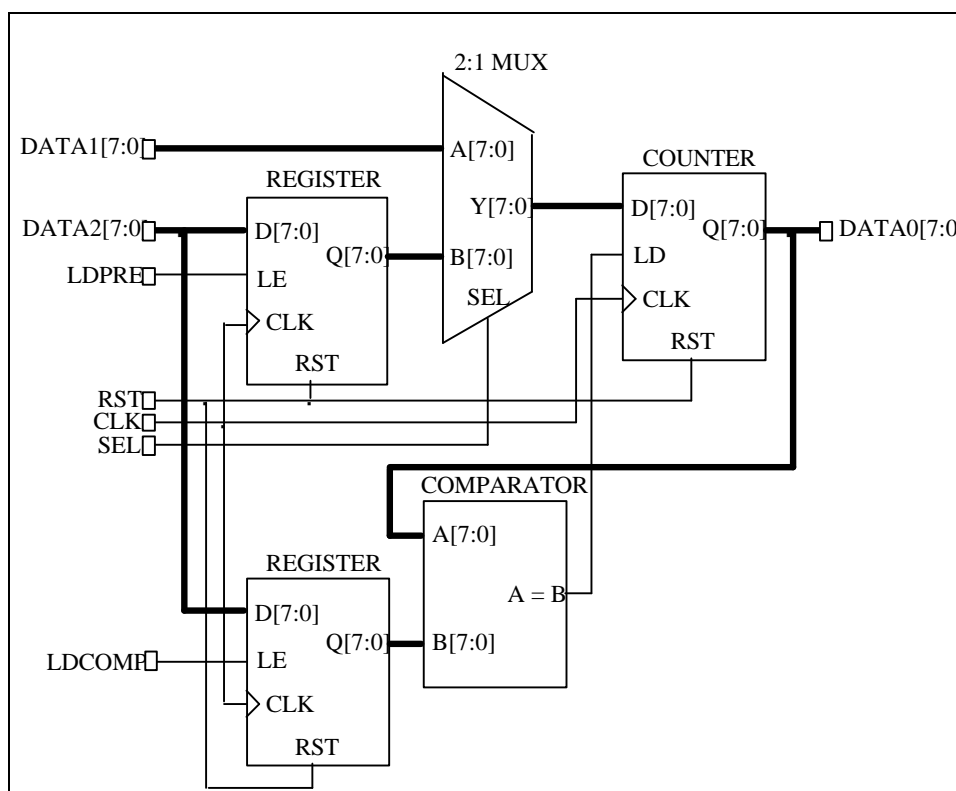 2:1 MUX
DATA1[7:0]
A[7:0]
COUNTER
REGISTER
DATA2[7:0]
D[7:0]
Q[7:0]
Y[7:0]
D[7:0]
Q[7:0]
DATA0[7:0
LDPRE
LE
B[7:0]
LD
SEL
CLK
CLK
RST
RST
RST
CLK
SEL
COMPARATOR
A[7:0]
REGISTER
A = B
D[7:0]
Q[7:0]
B[7:0]
LDCOMP
LE
CLK
RST